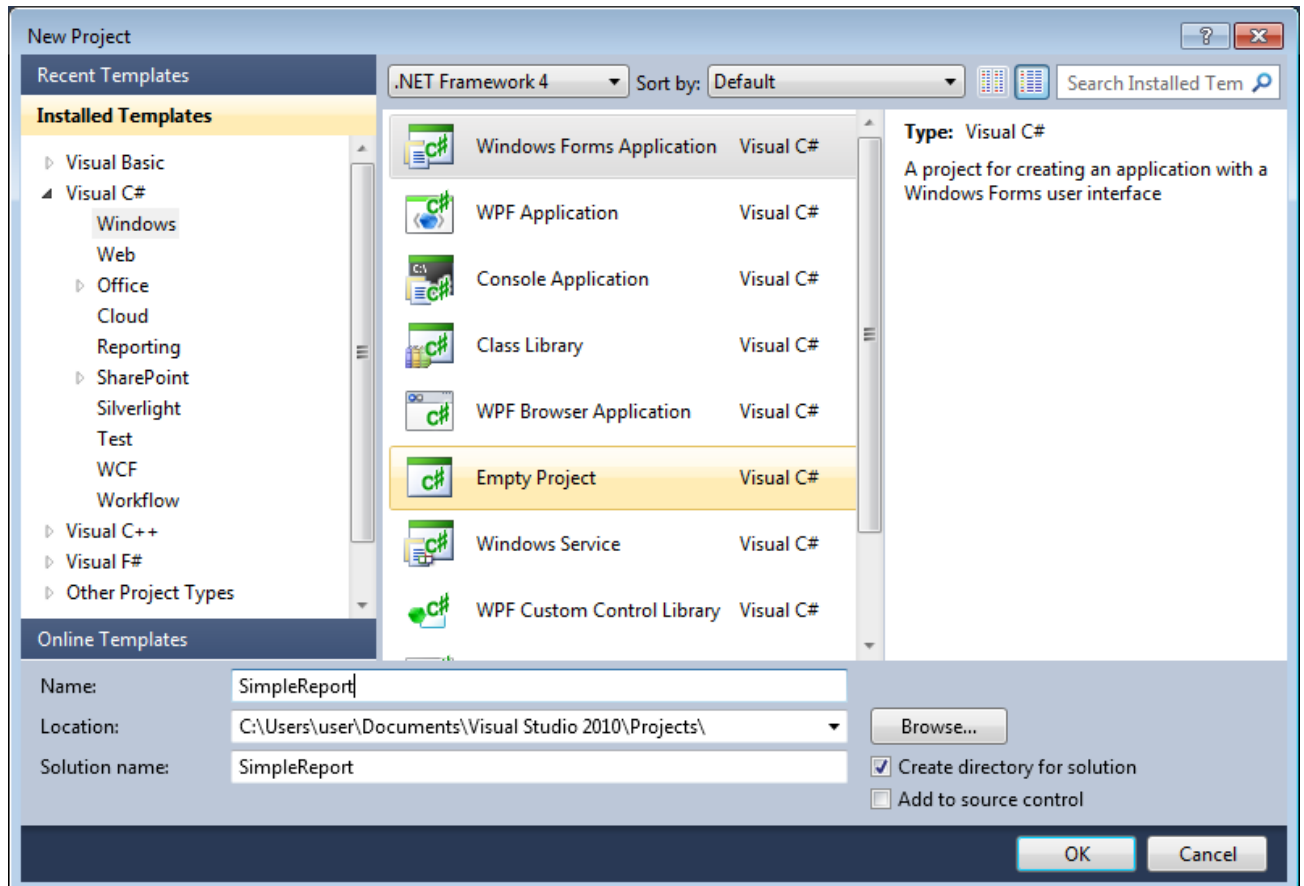 New Project
Recent Templates
Installed Templates
Visual Basic
Visual C#
Windows
Web
Office
Cloud
Reporting
SharePoint
Silverlight
Test
WCF
Workflow
Visual C++
Visual F#
Other Project Types
Online Templates
.NET Framework 4
Sort by:
Default
Search Installed Tem
Windows Forms Application Visual C#
WPF Application Visual C#
Console Application Visual C#
Class Library Visual C#
WPF Browser Application Visual C#
Empty Project Visual C#
Windows Service Visual C#
WPF Custom Control Library Visual C#
Type: Visual C#
A project for creating an application with a
Windows Forms user interface
Name: SimpleReport
Location: C:\Users\user\Documents\Visual Studio 2010\Projects\
Browse...
Solution name: SimpleReport
Create directory for solution
Add to source control
OK
Cancel